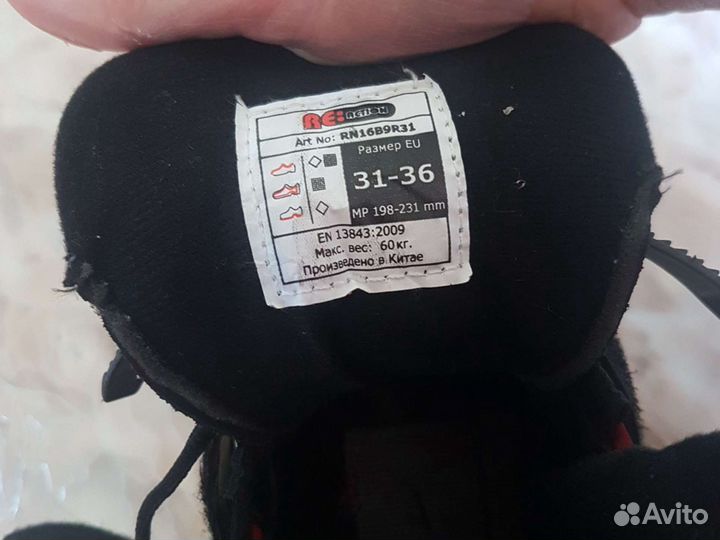 RE:ACTION
Art No: RN16B9R31
Размер EU
31-36
MP 198-231 mm
EN 13843:2009
Макс. вес: 60кг.
Произведено в Китае
Avito